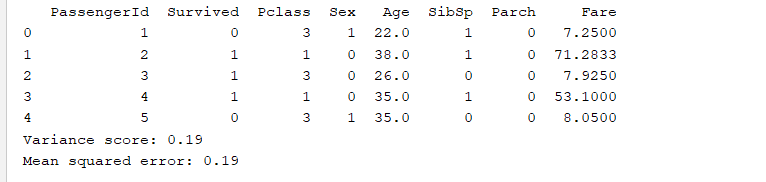 PassengerId Survived Pclass Sex Age SibSp Parch Fare
0 1 0 3 1 22.0 1 0 7.2500
1 2 1 1 0 38.0 1 0 71.2833
2 3 1 3 0 26.0 0 0 7.9250
3 4 1 1 0 35.0 1 0 53.1000
4 5 0 3 1 35.0 0 0 8.0500
Variance score: 0.19
Mean squared error: 0.19